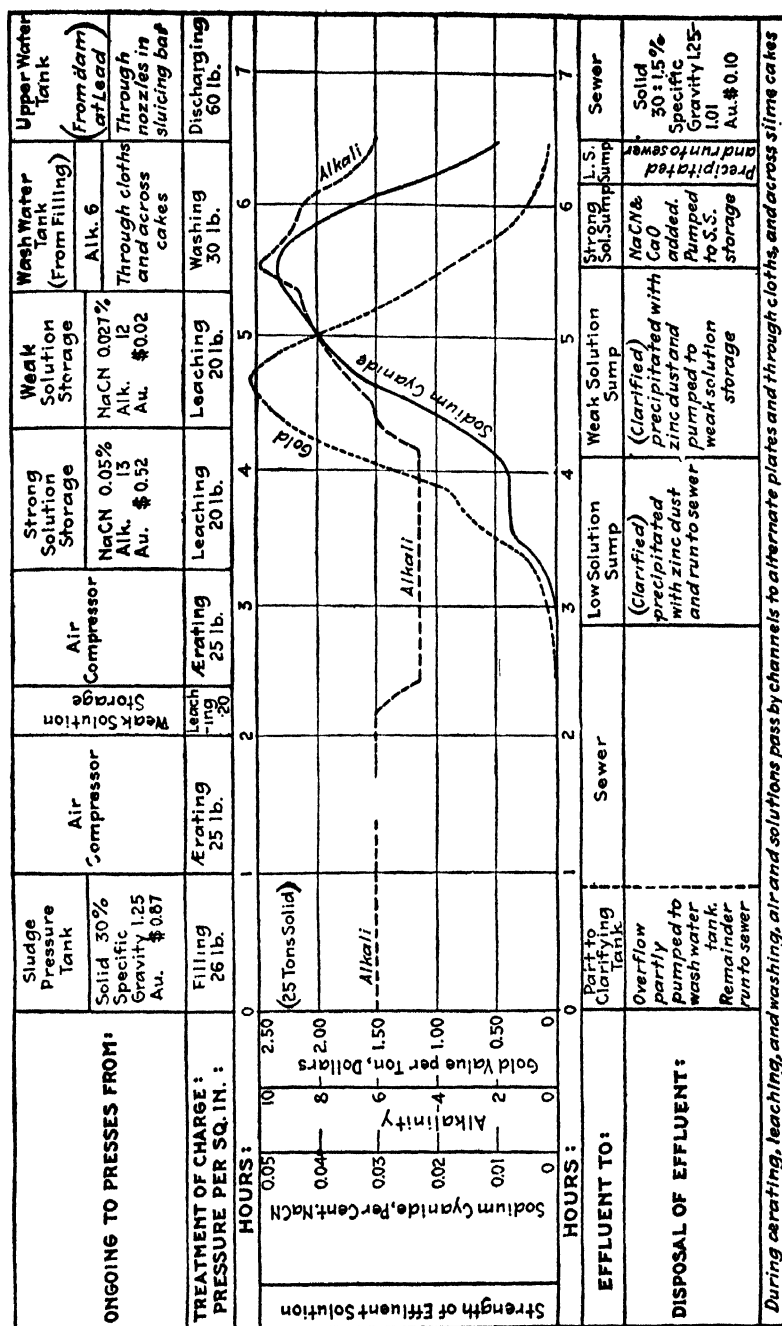 ONGOING TO PRESSES FROM:
Sludge
Pressure
Tank
Solid 30%
Specific
Gravity 1.25
Au. $0.87
Air
Compressor
Weak Solution
Storage
Air
Compressor
Strong
Solution
Storage
NaCN 0.05%
Alk. 13
Au. $0.52
Weak
Solution
Storage
NaCN 0.027%
Alk. 12
Au. $0.02
Wash Water
Tank
(From Filling)
Alk. 6
Through cloths
and across
cakes
Upper Water
Tank
(From dam
at Lead)
Through
nozzles in
sluicing bar
TREATMENT OF CHARGE:
PRESSURE PER SQ. IN.:
Filling
26 lb.
Ærating
25 lb.
Leach
-ing
20
Ærating
25 lb.
Leaching
20 lb.
Leaching
20 lb.
Washing
30 lb.
Discharging
60 lb.
HOURS:
0 1 2 3 4 5 6 7
Strength of Effluent Solution
Sodium Cyanide, Per Cent. NaCN
0.05
0.04
0.03
0.02
0.01
0
Alkalinity
10
8
6
4
2
0
Gold Value per Ton, Dollars
2.50
2.00
1.50
1.00
0.50
0
(25 Tons Solid)
Alkali
Alkali
Gold
Sodium Cyanide
Alkali
HOURS:
0 1 2 3 4 5 6 7
EFFLUENT TO:
Part to
Clarifying
Tank
Sewer
Low Solution
Sump
Weak Solution
Sump
Strong
Sol. Sump
L. S.
Sump
Sewer
DISPOSAL OF EFFLUENT:
Overflow
partly
pumped to
wash water
tank.
Remainder
run to sewer
(Clarified)
precipitated
with zinc dust
and run to sewer
(Clarified)
precipitated with
zinc dust and
pumped to
weak solution
storage
NaCN &
CaO
added.
Pumped
to S.S.
storage
Precipitated
and run to sewer
Solid
30:1.5%
Specific
Gravity 1.25-
1.01
Au. $0.10
During ærating, leaching, and washing, air and solutions pass by channels to alternate plates and through cloths, and across slime cakes